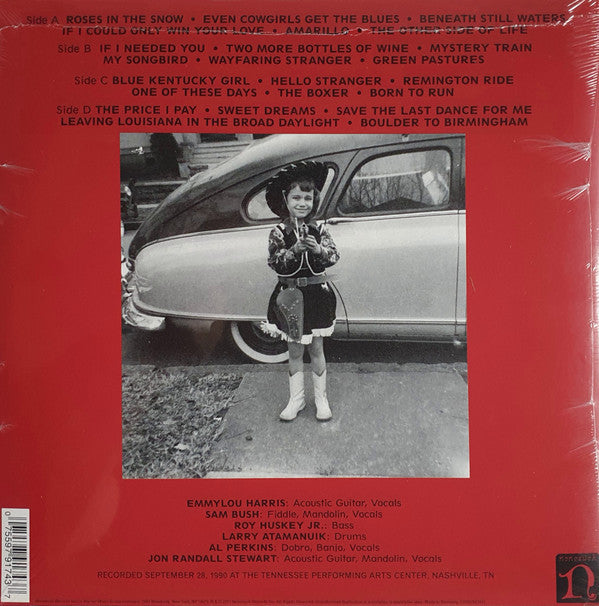 Side A ROSES IN THE SNOW • EVEN COWGIRLS GET THE BLUES • BENEATH STILL WATERS
IF I COULD ONLY WIN YOUR LOVE • AMARILLO • THE OTHER SIDE OF LIFE
Side B IF I NEEDED YOU • TWO MORE BOTTLES OF WINE • MYSTERY TRAIN
MY SONGBIRD • WAYFARING STRANGER • GREEN PASTURES
Side C BLUE KENTUCKY GIRL • HELLO STRANGER • REMINGTON RIDE
ONE OF THESE DAYS • THE BOXER • BORN TO RUN
Side D THE PRICE I PAY • SWEET DREAMS • SAVE THE LAST DANCE FOR ME
LEAVING LOUISIANA IN THE BROAD DAYLIGHT • BOULDER TO BIRMINGHAM
EMMYLOU HARRIS: Acoustic Guitar, Vocals
SAM BUSH: Fiddle, Mandolin, Vocals
ROY HUSKEY JR.: Bass
LARRY ATAMANUIK: Drums
AL PERKINS: Dobro, Banjo, Vocals
JON RANDALL STEWART: Acoustic Guitar, Mandolin, Vocals
RECORDED SEPTEMBER 28, 1990 AT THE TENNESSEE PERFORMING ARTS CENTER, NASHVILLE, TN
0 75597 91743 7
NONESUCH